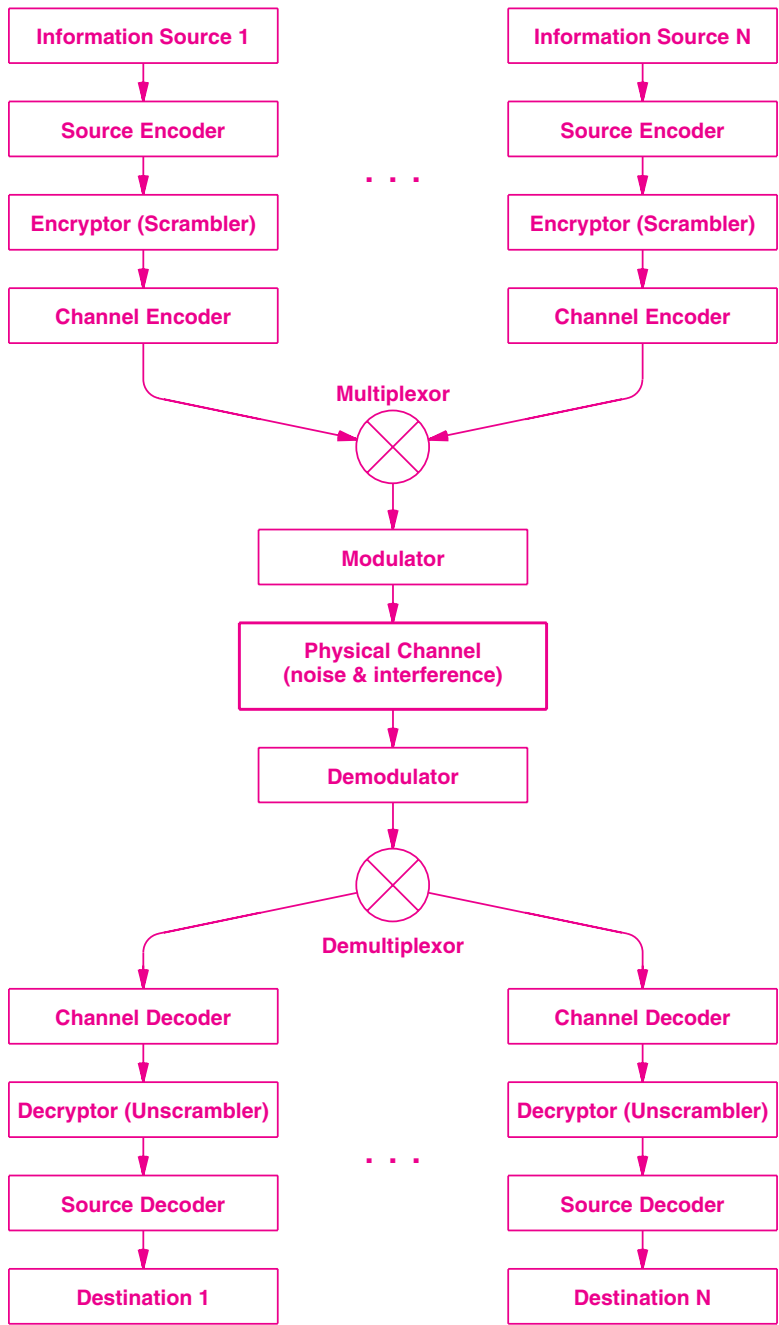 Information Source 1
Information Source N
Source Encoder
Source Encoder
. . .
Encryptor (Scrambler)
Encryptor (Scrambler)
Channel Encoder
Channel Encoder
Multiplexor
Modulator
Physical Channel
(noise & interference)
Demodulator
Demultiplexor
Channel Decoder
Channel Decoder
Decryptor (Unscrambler)
Decryptor (Unscrambler)
. . .
Source Decoder
Source Decoder
Destination 1
Destination N